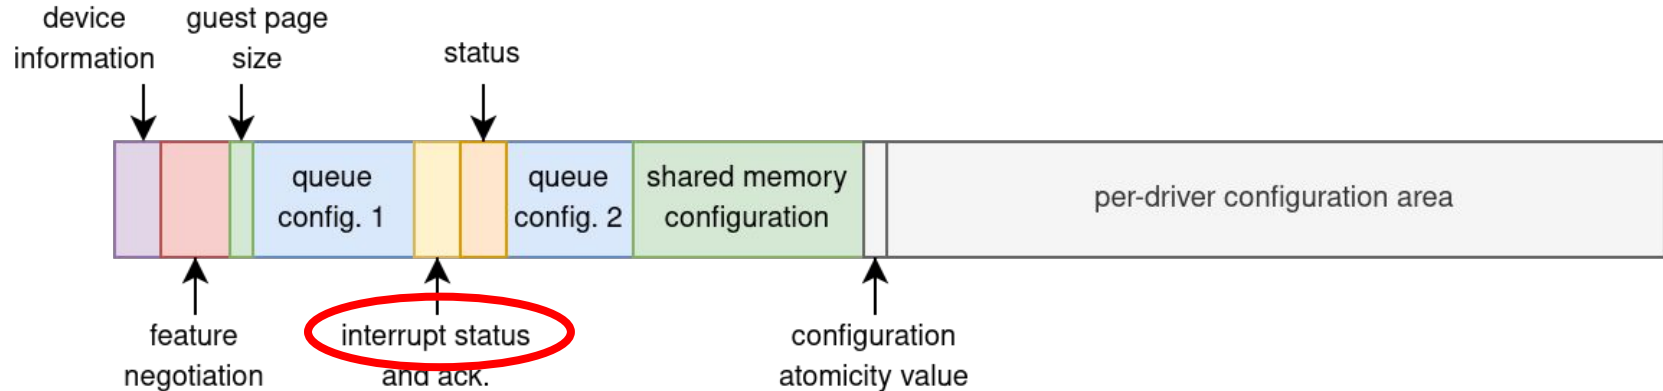 device
information
guest page
size
status
queue
config. 1
queue
config. 2
shared memory
configuration
per-driver configuration area
feature
negotiation
interrupt status
and ack.
configuration
atomicity value